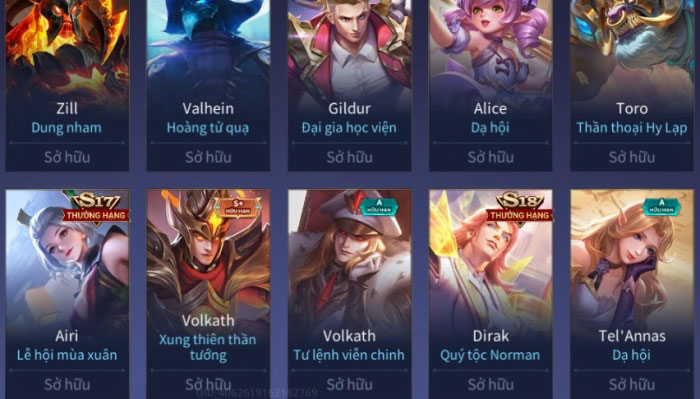 Zill
Dung nham
Sở hữu
Valhein
Hoàng tử quạ
Sở hữu
Gildur
Đại gia học viện
Sở hữu
Alice
Dạ hội
Sở hữu
Toro
Thần thoại Hy Lạp
Sở hữu
S17
THƯỞNG HẠNG
Airi
Lễ hội mùa xuân
Sở hữu
S+
HỮU HẠN
Volkath
Xung thiên thần
tướng
Sở hữu
A
HỮU HẠN
Volkath
Tư lệnh viễn chinh
Sở hữu
S18
THƯỞNG HẠNG
Dirak
Quý tộc Norman
Sở hữu
A
HỮU HẠN
Tel'Annas
Dạ hội
Sở hữu
UID:4062619162182769